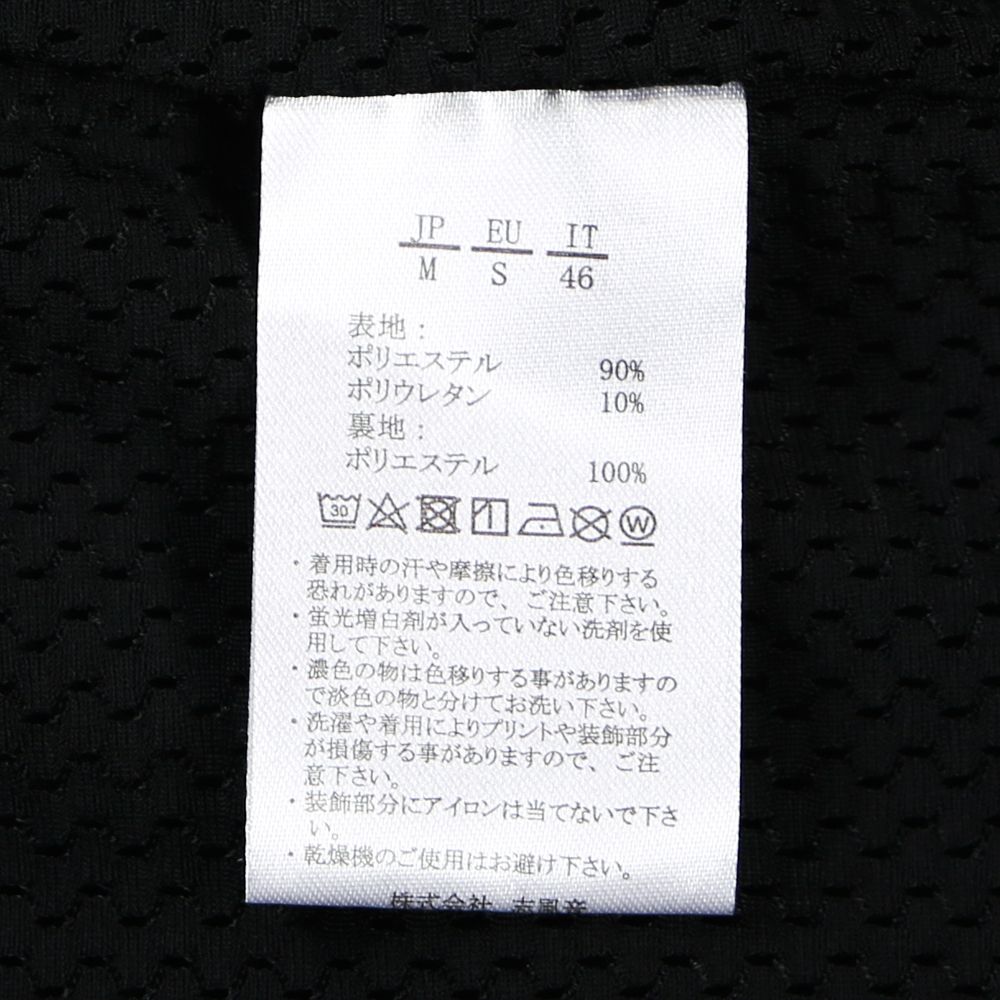 JP EU IT
M S 46
表地：
ポリエステル 90%
ポリウレタン 10%
裏地：
ポリエステル 100%
30 W
・着用時の汗や摩擦により色移りする
恐れがありますので、ご注意下さい。
・蛍光増白剤が入っていない洗剤を使
用して下さい。
・濃色の物は色移りする事がありますの
で淡色の物と分けてお洗い下さい。
・洗濯や着用によりプリントや装飾部分
が損傷する事がありますので、ご注
意下さい。
・装飾部分にアイロンは当てないで下さ
い。
・乾燥機のご使用はお避け下さい。
株式会社